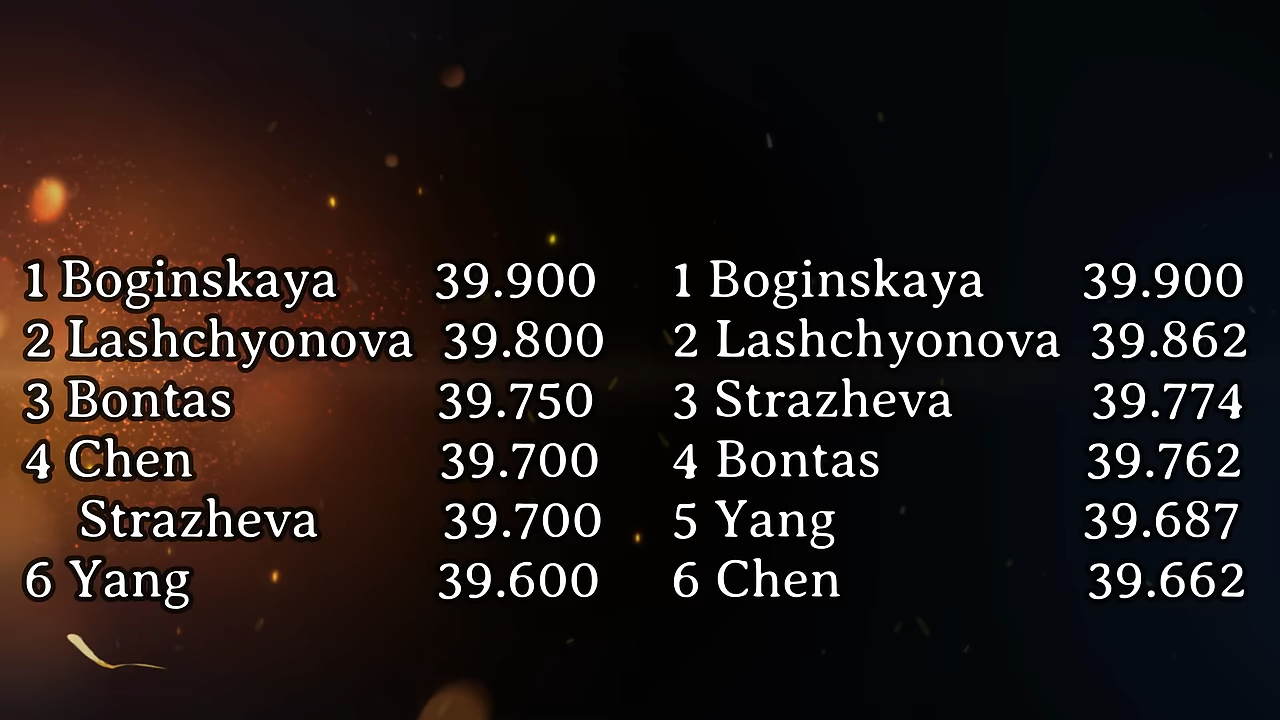 1 Boginskaya 39.900
2 Lashchyonova 39.800
3 Bontas 39.750
4 Chen 39.700
Strazheva 39.700
6 Yang 39.600
1 Boginskaya 39.900
2 Lashchyonova 39.862
3 Strazheva 39.774
4 Bontas 39.762
5 Yang 39.687
6 Chen 39.662